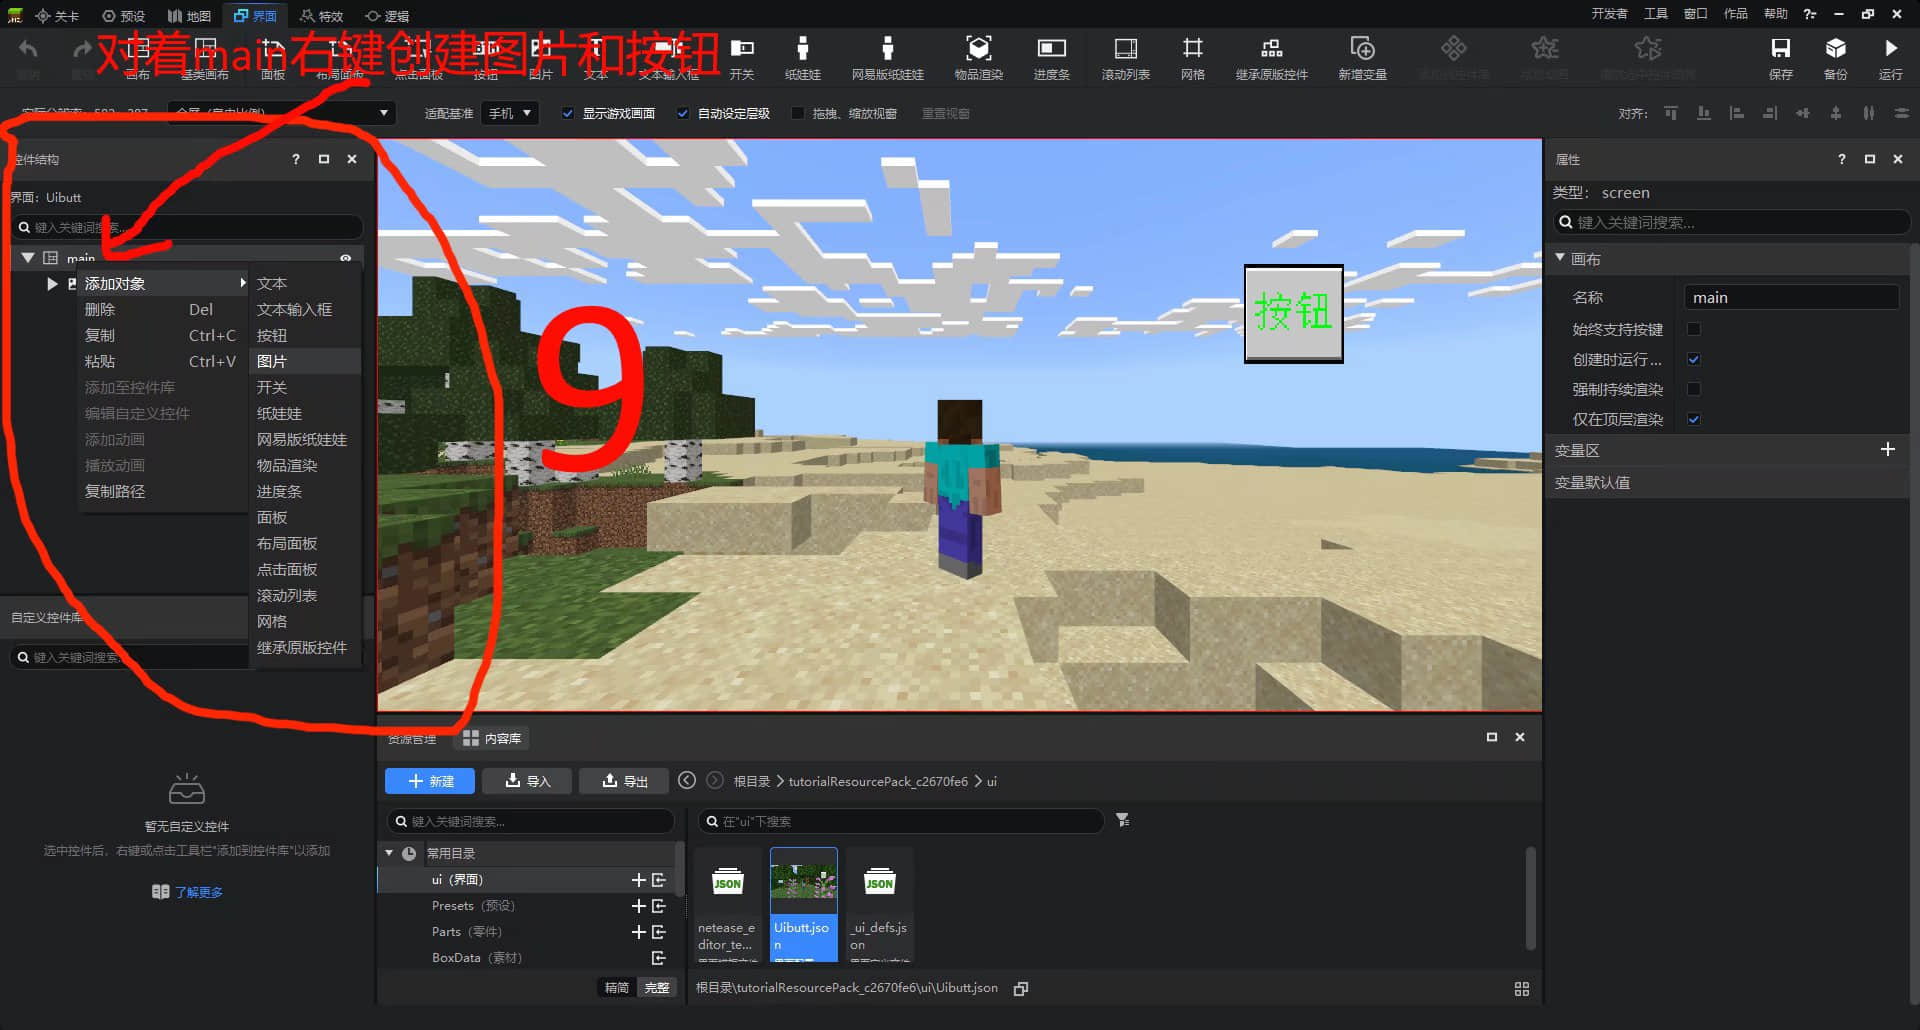 关卡 预设 地图 界面 特效 逻辑 开发者 工具 窗口 作品 帮助
对着main右键创建图片和按钮
画布 基类画布 面板 布局面板 点击面板 按钮 图片 文本 文本输入框 开关 纸娃娃 网易版纸娃娃 物品渲染 进度条 滚动列表 网格 继承原版控件 新增变量 保存 备份 运行
适配基准 手机 显示游戏画面 自动设定层级 拖拽、缩放视窗 重置视窗 对齐:
控件结构 ?
界面: Uibutt
键入关键词搜索...
main
添加对象
删除 Del
复制 Ctrl+C
粘贴 Ctrl+V
添加至控件库
编辑自定义控件
添加动画
播放动画
复制路径
文本
文本输入框
按钮
图片
开关
纸娃娃
网易版纸娃娃
物品渲染
进度条
面板
布局面板
点击面板
滚动列表
网格
继承原版控件
自定义控件库
键入关键词搜索...
暂无自定义控件
选中控件后，右键或点击工具栏"添加到控件库"以添加
了解更多
9
按钮
属性 ?
类型: screen
键入关键词搜索...
画布
名称 main
始终支持按键
创建时运行...
强制持续渲染
仅在顶层渲染
变量区
变量默认值
资源管理 内容库
新建 导入 导出 根目录 tutorialResourcePack_c2670fe6 ui
键入关键词搜索... 在"ui"下搜索
常用目录
ui（界面）
Presets（预设）
Parts（零件）
BoxData（素材）
精简 完整
JSON
netease_e
ditor_te...
Uibutt.jso
n
JSON
_ui_defs.js
on
根目录\tutorialResourcePack_c2670fe6\ui\Uibutt.json